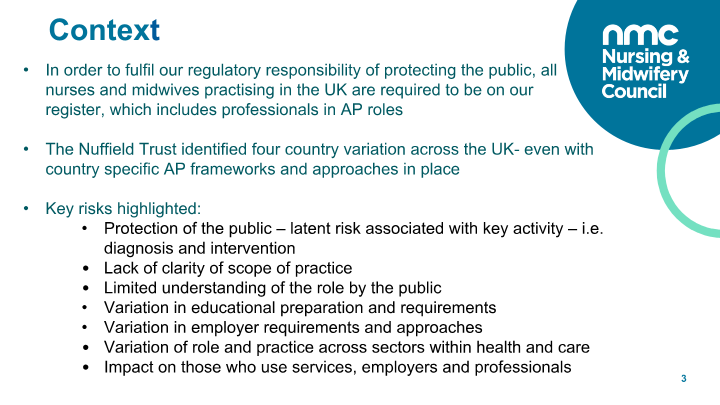 Context
nmc
Nursing &
Midwifery
Council
• In order to fulfil our regulatory responsibility of protecting the public, all
nurses and midwives practising in the UK are required to be on our
register, which includes professionals in AP roles
• The Nuffield Trust identified four country variation across the UK- even with
country specific AP frameworks and approaches in place
• Key risks highlighted:
• Protection of the public – latent risk associated with key activity – i.e.
diagnosis and intervention
• Lack of clarity of scope of practice
• Limited understanding of the role by the public
• Variation in educational preparation and requirements
• Variation in employer requirements and approaches
• Variation of role and practice across sectors within health and care
• Impact on those who use services, employers and professionals
3